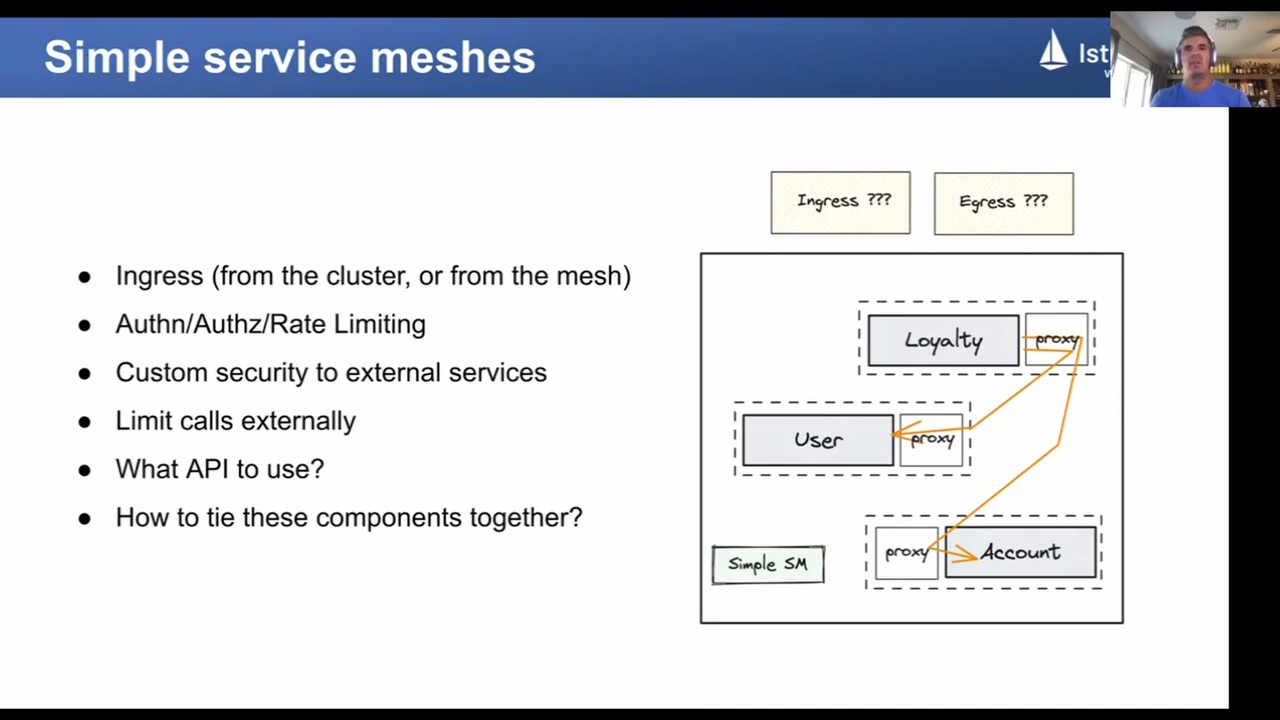 Simple service meshes
Ist
Ingress (from the cluster, or from the mesh)
Authn/Authz/Rate Limiting
Custom security to external services
Limit calls externally
What API to use?
How to tie these components together?
Ingress ???
Egress ???
Loyalty
proxy
User
proxy
proxy
Account
Simple SM